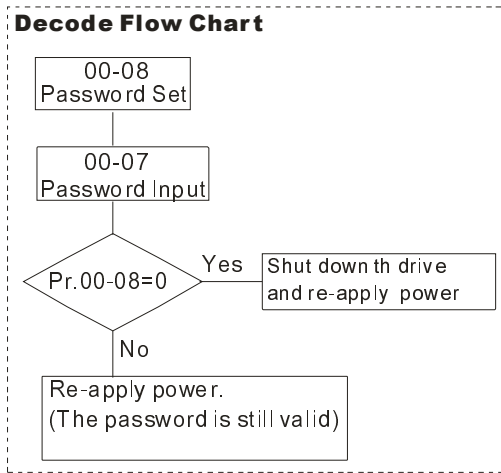 Decode Flow Chart
00-08
Password Set
00-07
Password Input
Pr.00-08=0
Yes
Shut down th drive
and re-apply power
No
Re-apply power.
(The password is still valid)